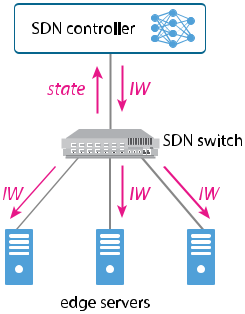 SDN controller
state
IW
SDN switch
IW
IW
IW
edge servers